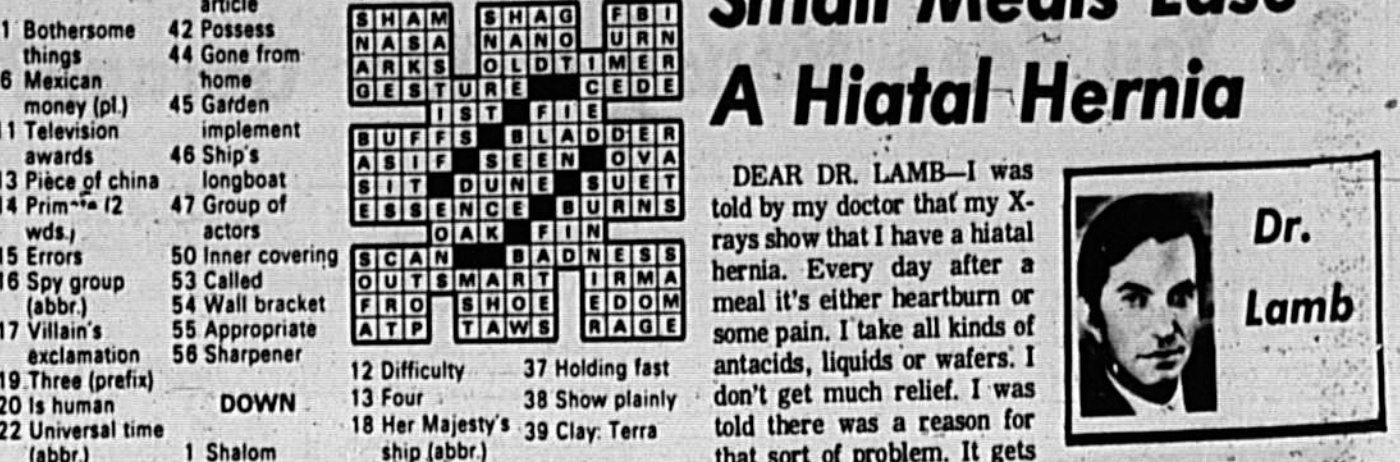 1 Bothersome
things
6 Mexican
money (pl.)
11 Television
awards
13 Piece of china
14
wds.)
15 Errors
16 Spy group
(abbr.)
17 Villain's
exclamation
19 Three (prefix)
20 Is human
22 Universal time
(abbr.)
article
42 Possess
44 Gone from
home
45 Garden
implement
46 Ship's
longboat
47 Group of
actors
50 Inner covering
53 Called
54 Wall bracket
55 Appropriate
56 Sharpener
DOWN
1 Shalom
SHAM SHAG FBI
NASA NANO URN
ARKS OLDTIMER
GESTURE CEDE
IST FIE
BUFFS BLADDER
ASIF SEEN OVA
SIT DUNE SUET
ESSENCE BURNS
OAK FIN
SCAN BADNESS
OUTSMART IRMA
FRO SHOE EDOM
ATP TAWS RAGE
12 Difficulty
13 Four
18 Her Majesty's
ship (abbr.)
37 Holding fast
38 Show plainly
39 Clay: Terra
Small Meals Ease
A Hiatal Hernia
DEAR DR. LAMB—I was
told by my doctor that my X-
rays show that I have a hiatal
hernia. Every day after a
meal it's either heartburn or
some pain. I take all kinds of
antacids, liquids or wafers. I
don't get much relief. I was
told there was a reason for
that sort of problem. It gets
Dr.
Lamb